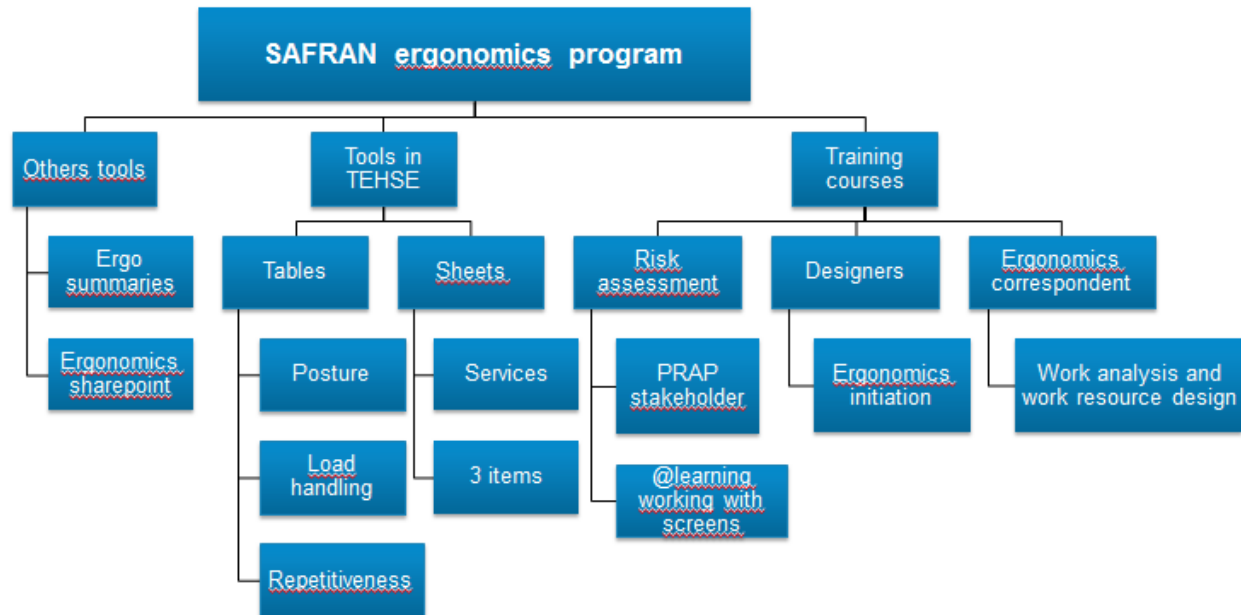 SAFRAN ergonomics program
Others tools
Tools in
TEHSE
Training
courses
Ergo
summaries
Ergonomics
sharepoint
Tables
Sheets
Risk
assessment
Designers
Ergonomics
correspondent
Posture
Load
handling
Repetitiveness
Services
3 items
PRAP
stakeholder
@learning
working with
screens
Ergonomics
initiation
Work analysis and
work resource design